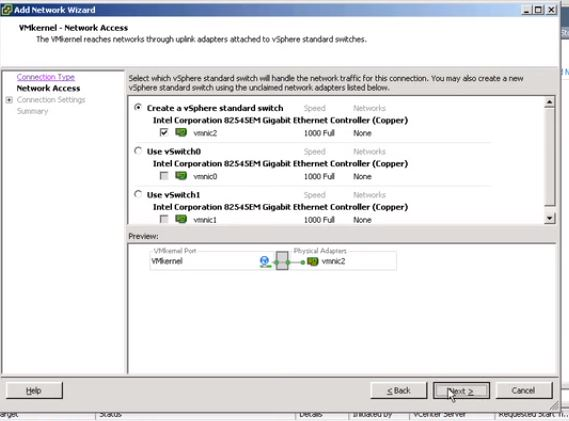 Add Network Wizard
VMkernel - Network Access
The VMkernel reaches networks through uplink adapters attached to vSphere standard switches.
Connection Type
Network Access
Connection Settings
Summary
Select which vSphere standard switch will handle the network traffic for this connection. You may also create a new
vSphere standard switch using the unclaimed network adapters listed below.
Create a vSphere standard switch Speed Networks
Intel Corporation 82545EM Gigabit Ethernet Controller (Copper)
vmnic2 1000 Full None
Use vSwitch0 Speed Networks
Intel Corporation 82545EM Gigabit Ethernet Controller (Copper)
vmnic0 1000 Full None
Use vSwitch1 Speed Networks
Intel Corporation 82545EM Gigabit Ethernet Controller (Copper)
vmnic1 1000 Full None
Preview:
VMkernel Port Physical Adapters
VMkernel vmnic2
Help < Back Next > Cancel
arget Status Details Initiated by vCenter Server Requested Start Ti...